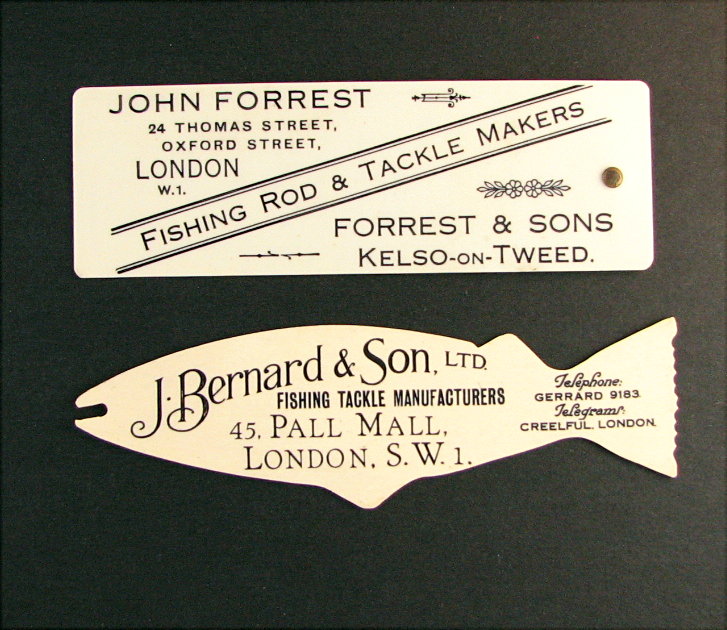 JOHN FORREST
24 THOMAS STREET,
OXFORD STREET,
LONDON
W.1.
FISHING ROD & TACKLE MAKERS
FORREST & SONS
KELSO-ON-TWEED.
J. Bernard & Son, LTD.
FISHING TACKLE MANUFACTURERS
45, PALL MALL,
LONDON, S.W.1.
Telephone:
GERRARD 9183.
Telegrams:
CREELFUL. LONDON.